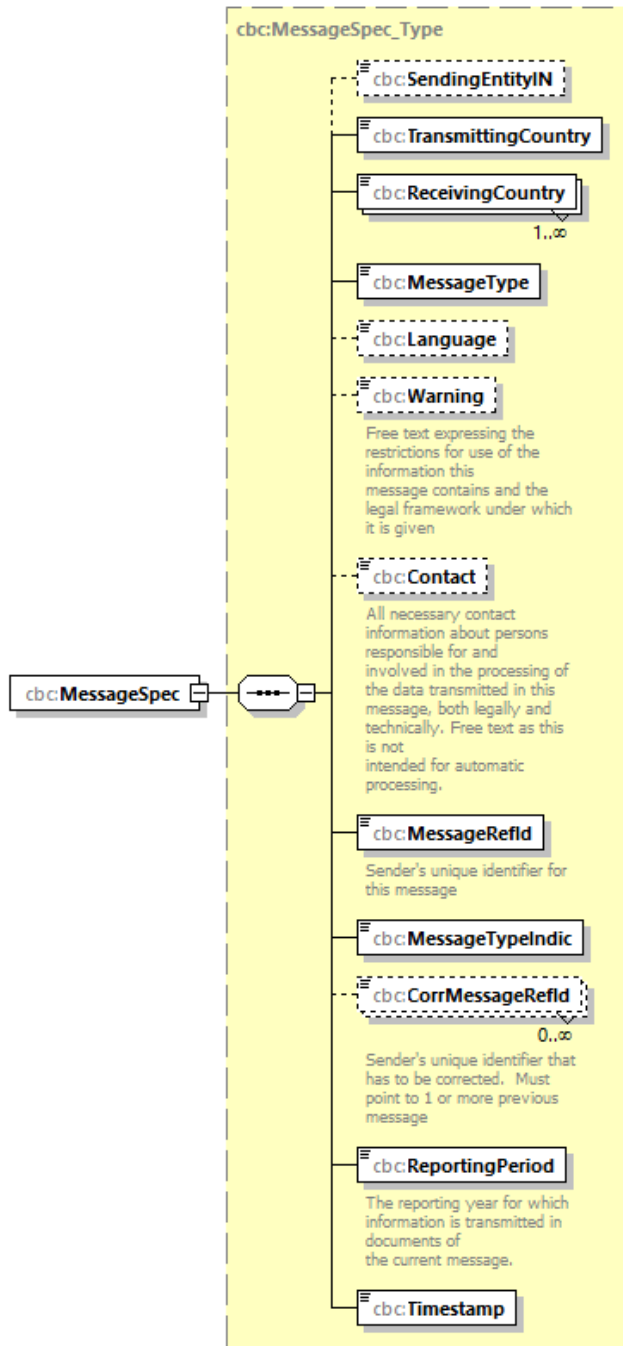 cbc:MessageSpec_Type
cbc:SendingEntityIN
cbc:TransmittingCountry
cbc:ReceivingCountry
1..∞
cbc:MessageType
cbc:Language
cbc:Warning
Free text expressing the
restrictions for use of the
information this
message contains and the
legal framework under which
it is given
cbc:Contact
All necessary contact
information about persons
responsible for and
involved in the processing of
the data transmitted in this
message, both legally and
technically. Free text as this
is not
intended for automatic
processing.
cbc:MessageSpec
cbc:MessageRefId
Sender's unique identifier for
this message
cbc:MessageTypeIndic
cbc:CorrMessageRefId
0..∞
Sender's unique identifier that
has to be corrected.  Must
point to 1 or more previous
message
cbc:ReportingPeriod
The reporting year for which
information is transmitted in
documents of
the current message.
cbc:Timestamp